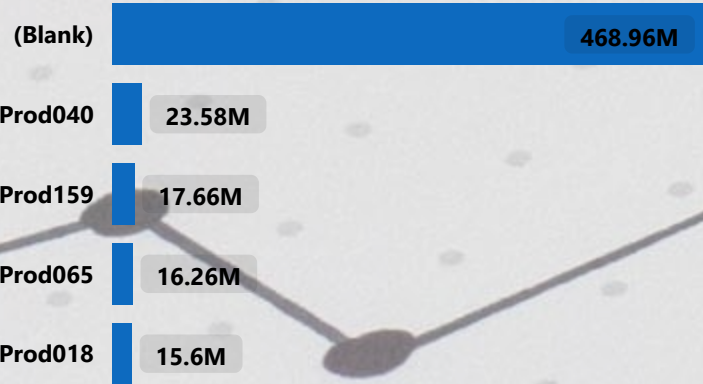 (Blank) 468.96M
Prod040 23.58M
Prod159 17.66M
Prod065 16.26M
Prod018 15.6M